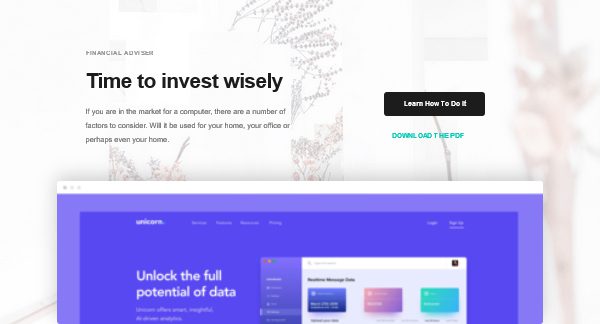 FINANCIAL ADVISER
Time to invest wisely
If you are in the market for a computer, there are a number of
factors to consider. Will it be used for your home, your office or
perhaps even your home.
Learn How To Do It
DOWNLOAD THE PDF
unicorn.
Services Features Resources Pricing
Login Sign Up
Unlock the full
potential of data
Unicorn offers smart, insightful,
AI-driven analytics.
Realtime Message Data